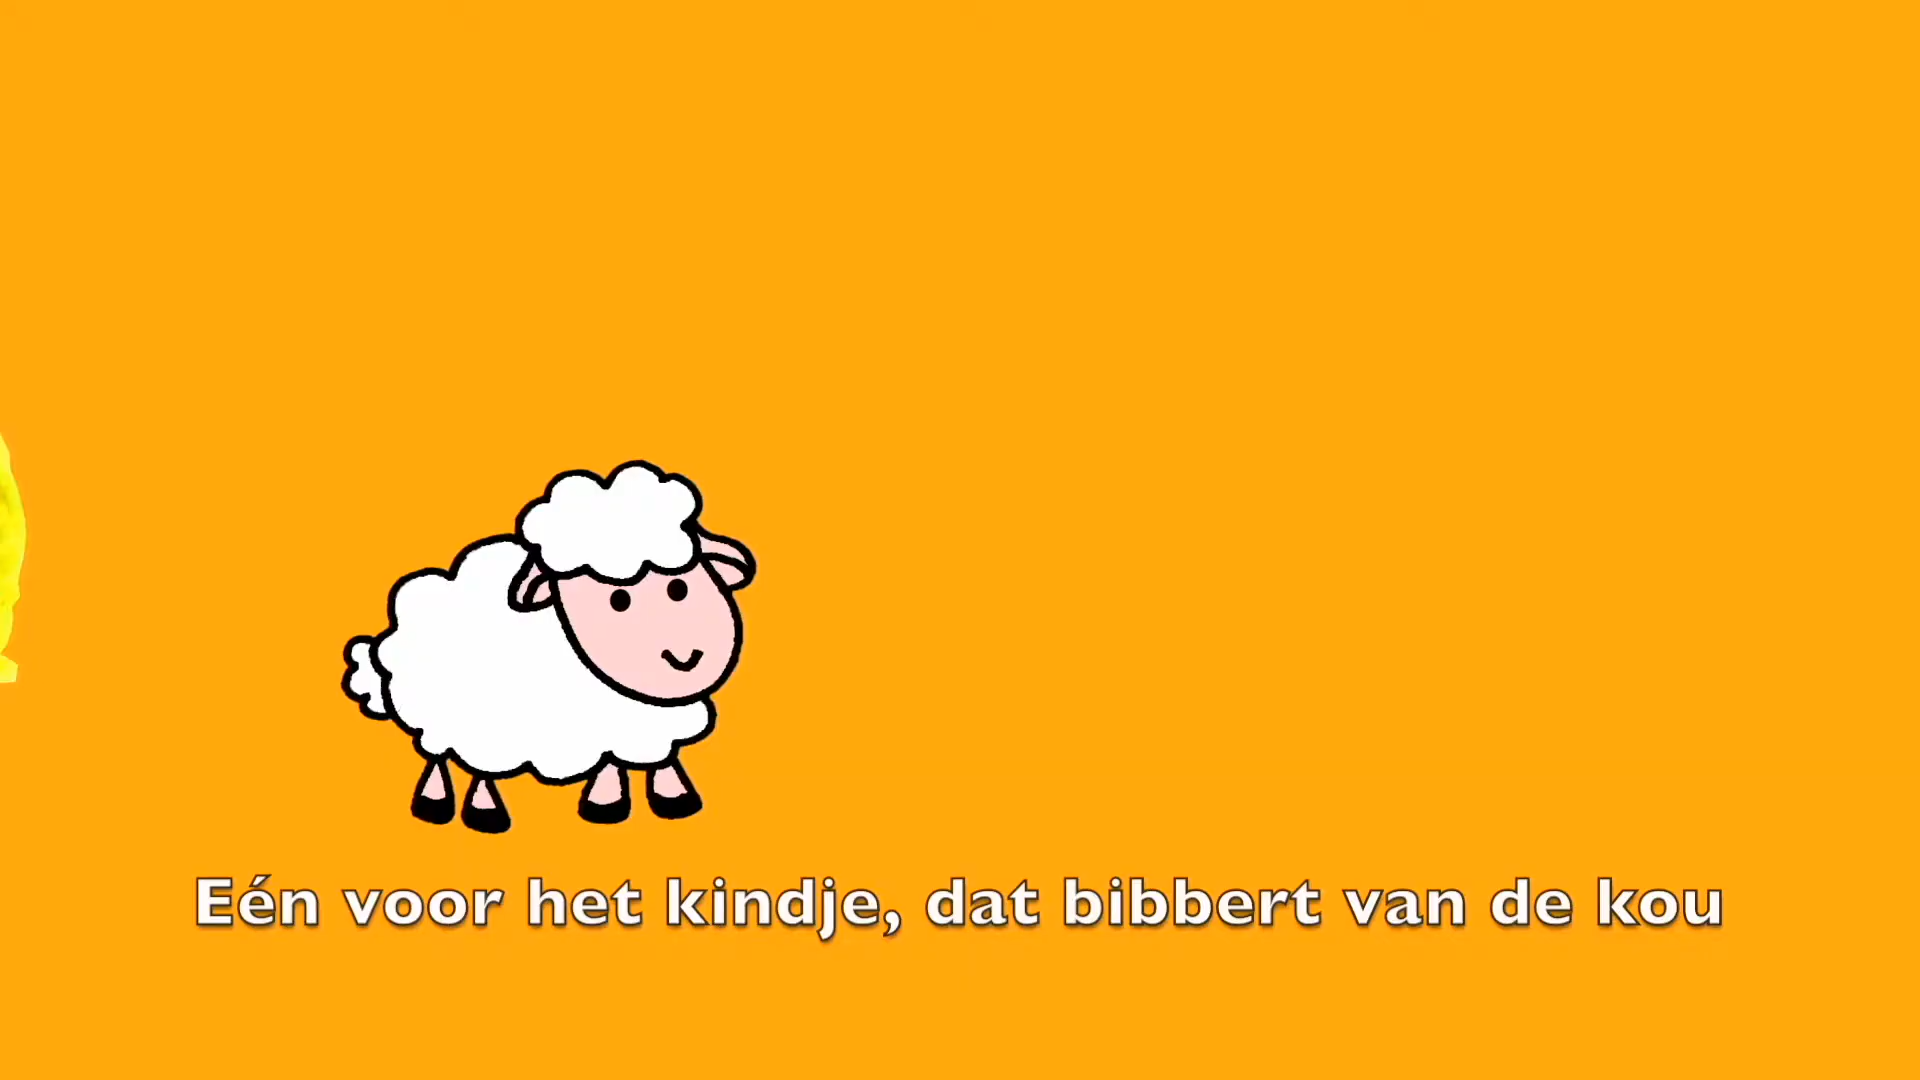 Eén voor het kindje, dat bibbert van de kou